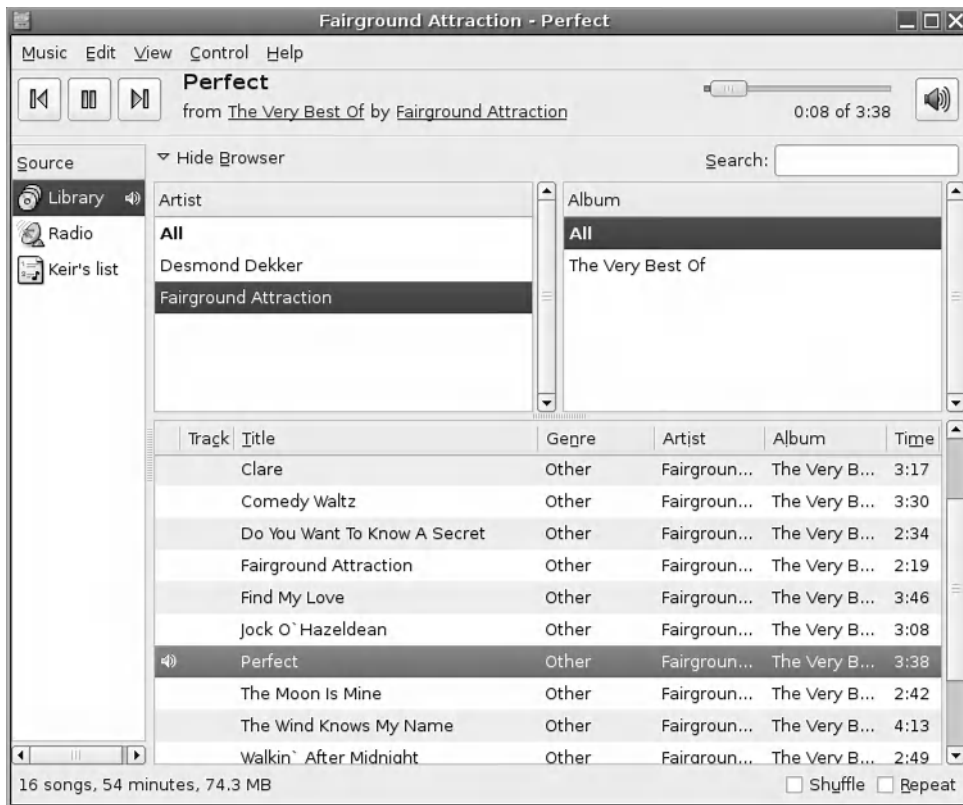 Fairground Attraction - Perfect
Music Edit View Control Help
Perfect
from The Very Best Of by Fairground Attraction
0:08 of 3:38
Source
Hide Browser
Search:
Library
Radio
Keir's list
Artist
All
Desmond Dekker
Fairground Attraction
Album
All
The Very Best Of
Track Title Genre Artist Album Time
Clare Other Fairgroun... The Very B... 3:17
Comedy Waltz Other Fairgroun... The Very B... 3:30
Do You Want To Know A Secret Other Fairgroun... The Very B... 2:34
Fairground Attraction Other Fairgroun... The Very B... 2:19
Find My Love Other Fairgroun... The Very B... 3:46
Jock O`Hazeldean Other Fairgroun... The Very B... 3:08
Perfect Other Fairgroun... The Very B... 3:38
The Moon Is Mine Other Fairgroun... The Very B... 2:42
The Wind Knows My Name Other Fairgroun... The Very B... 4:13
Walkin` After Midnight Other Fairgroun... The Very B... 2:49
16 songs, 54 minutes, 74.3 MB
Shuffle Repeat